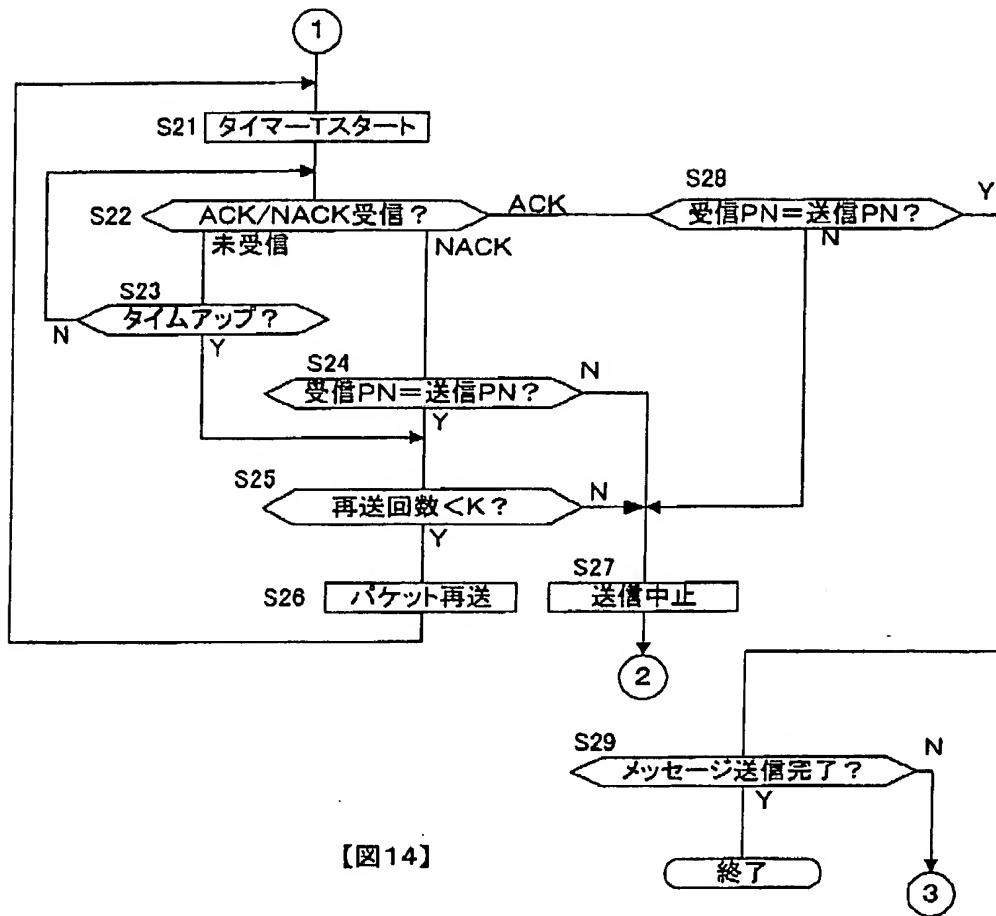 1
S21 タイマーTスタート
S28
S22 ACK/NACK受信? ACK 受信PN=送信PN? Y
未受信 NACK N
S23
N タイムアップ?
Y
S24
受信PN=送信PN? N
Y
S25
再送回数<K? N
Y
S27
S26 パケット再送 送信中止
2
S29
メッセージ送信完了? N
Y
【図14】
終了
3